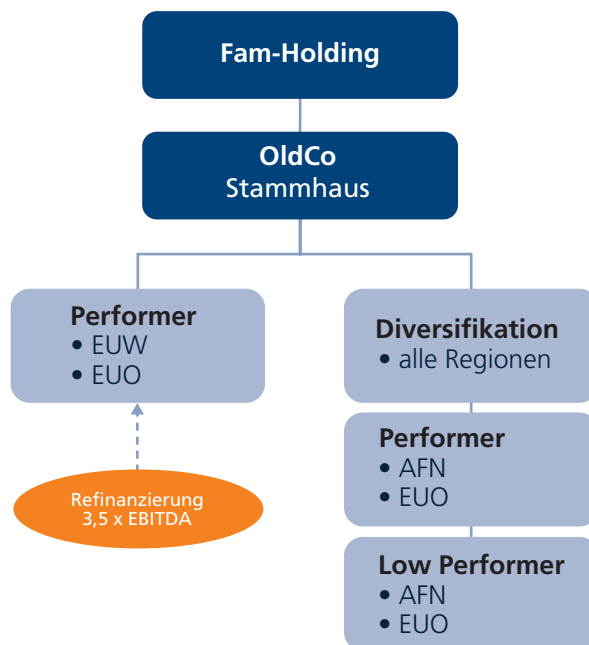 Fam-Holding
OldCo
Stammhaus
Performer
• EUW
• EUO
Refinanzierung
3,5 x EBITDA
Diversifikation
• alle Regionen
Performer
• AFN
• EUO
Low Performer
• AFN
• EUO